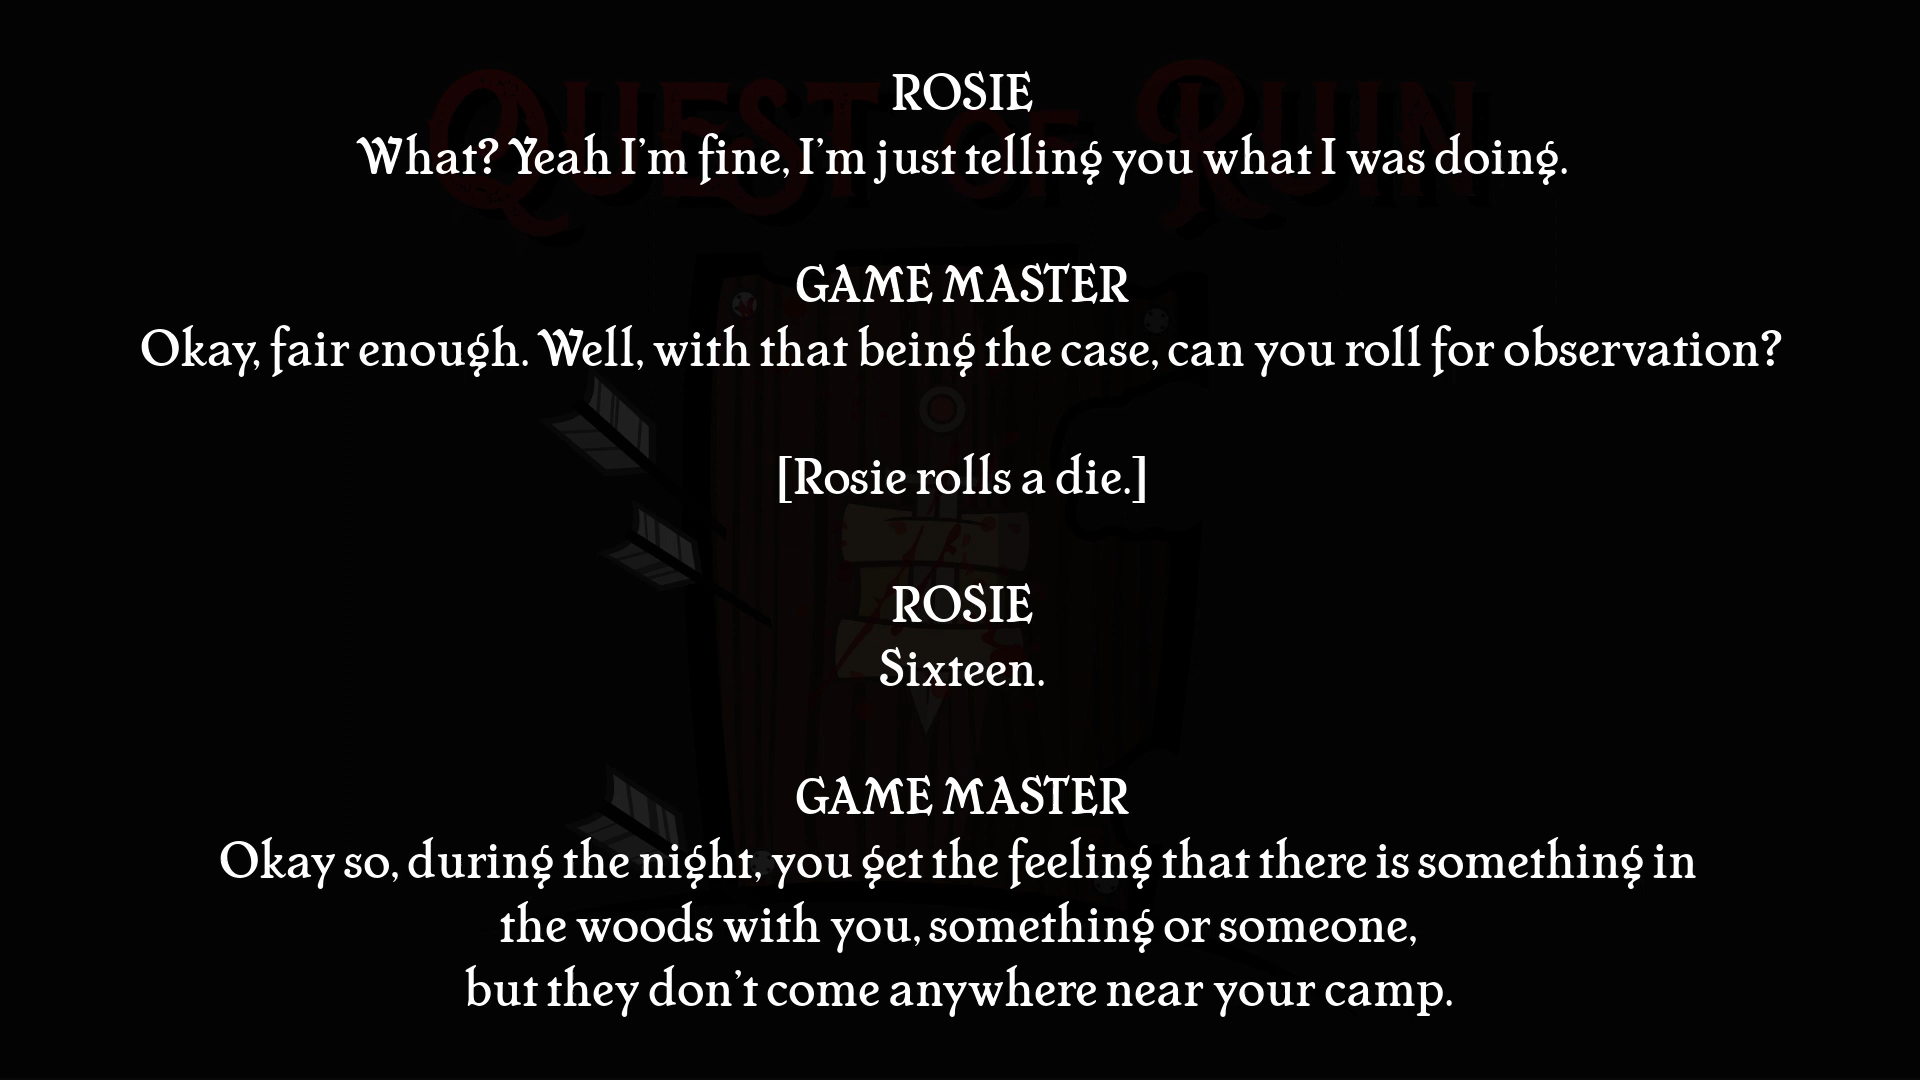 QUEST OF RUIN
ROSIE
What? Yeah I’m fine, I’m just telling you what I was doing.
GAME MASTER
Okay, fair enough. Well, with that being the case, can you roll for observation?
[Rosie rolls a die.]
ROSIE
Sixteen.
GAME MASTER
Okay so, during the night, you get the feeling that there is something in
the woods with you, something or someone,
but they don’t come anywhere near your camp.